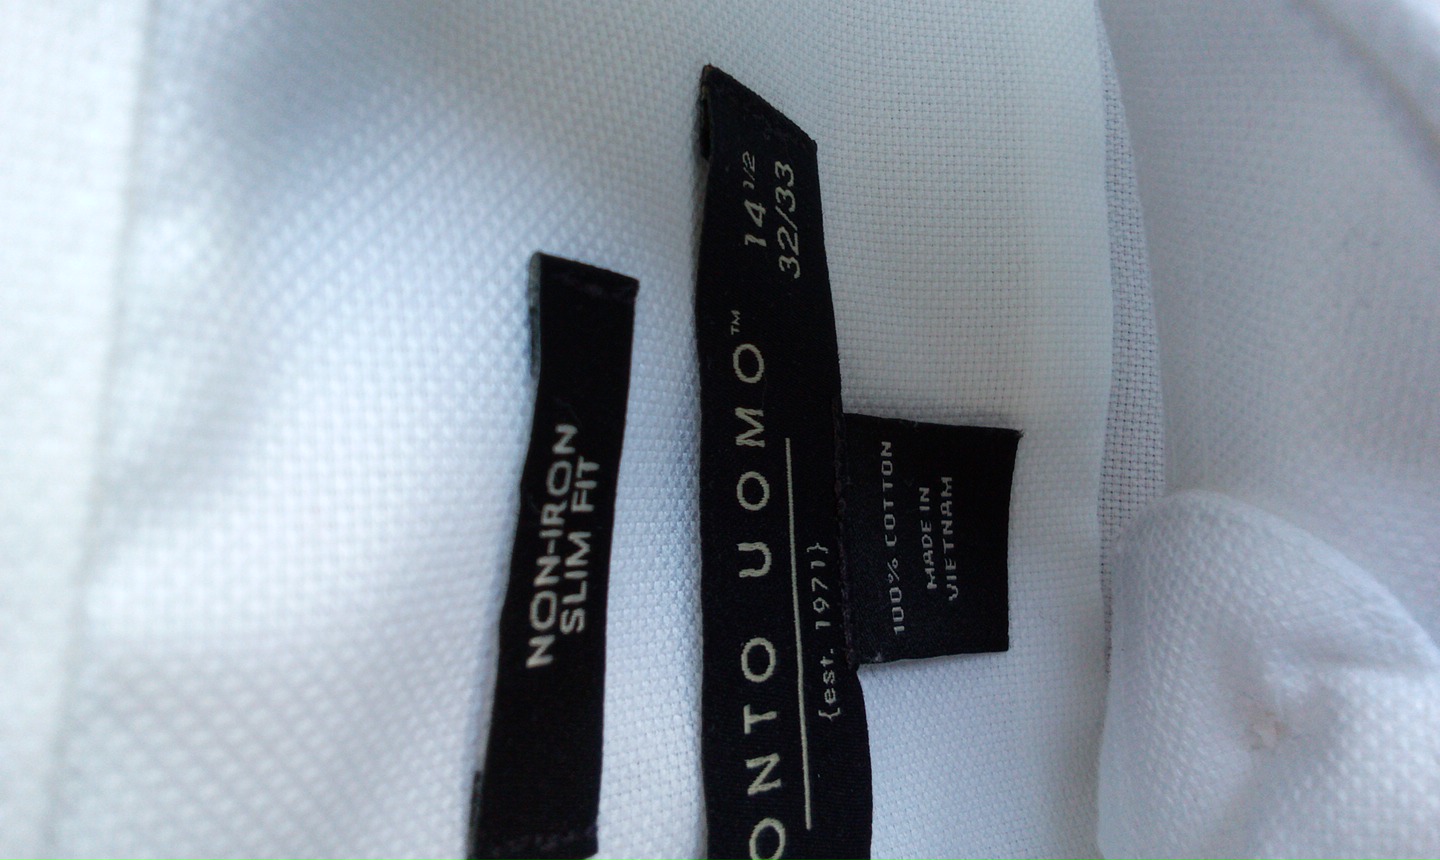 NON-IRON
SLIM FIT
ONTO UOMO™
14 1/2
32/33
{est. 1971}
100% COTTON
MADE IN
VIETNAM